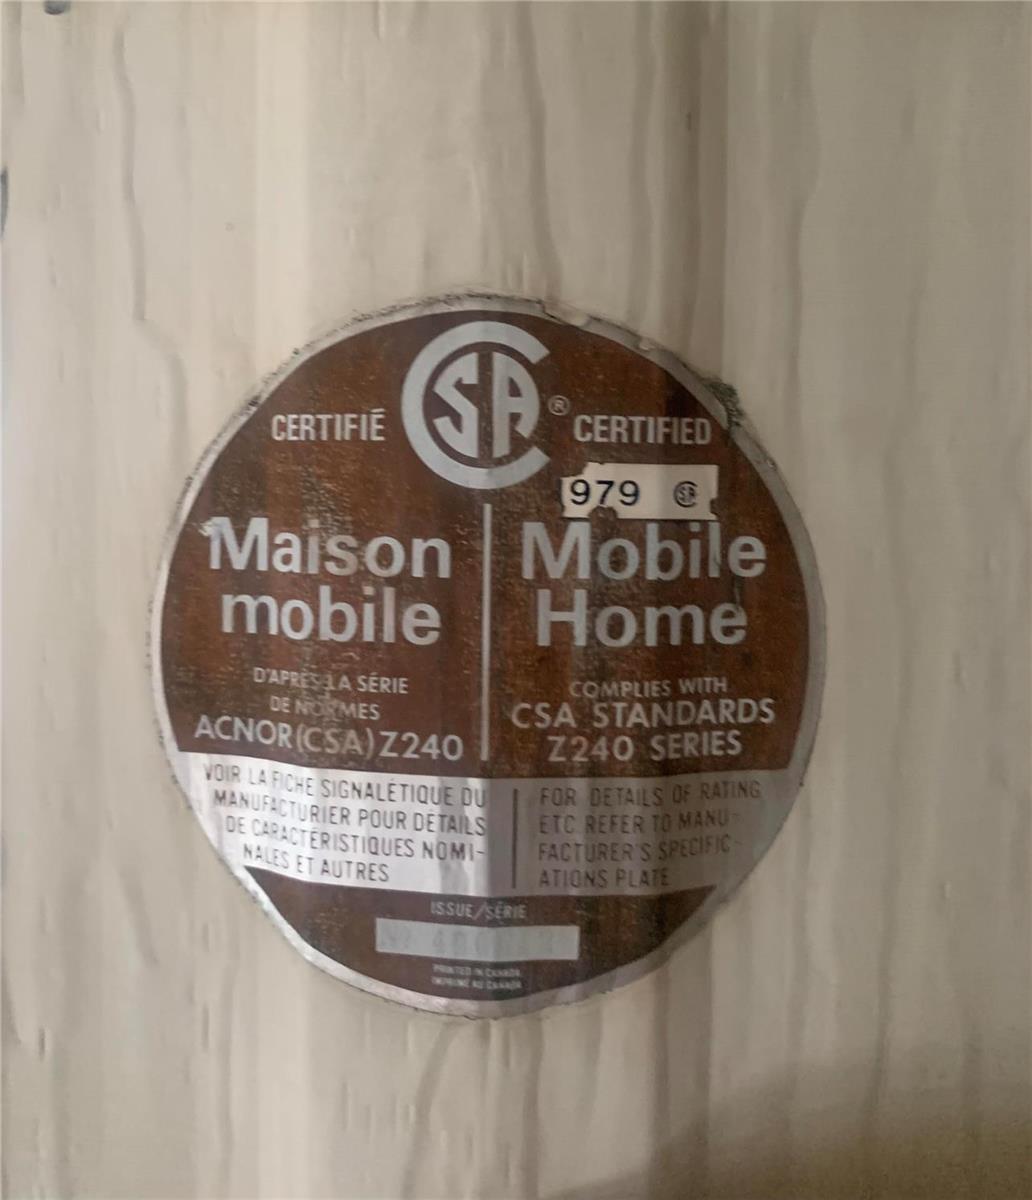 CSA ®
CERTIFIÉ
CERTIFIED
979 CSA
Maison
mobile
D'APRÈS LA SÉRIE
DE NORMES
ACNOR (CSA) Z240
Mobile
Home
COMPLIES WITH
CSA STANDARDS
Z240 SERIES
VOIR LA FICHE SIGNALÉTIQUE DU
MANUFACTURIER POUR DÉTAILS
DE CARACTÉRISTIQUES NOMI-
NALES ET AUTRES
FOR DETAILS OF RATING
ETC REFER TO MANU-
FACTURER'S SPECIFIC-
ATIONS PLATE
ISSUE/SÉRIE
PRINTED IN CANADA
IMPRIMÉ AU CANADA